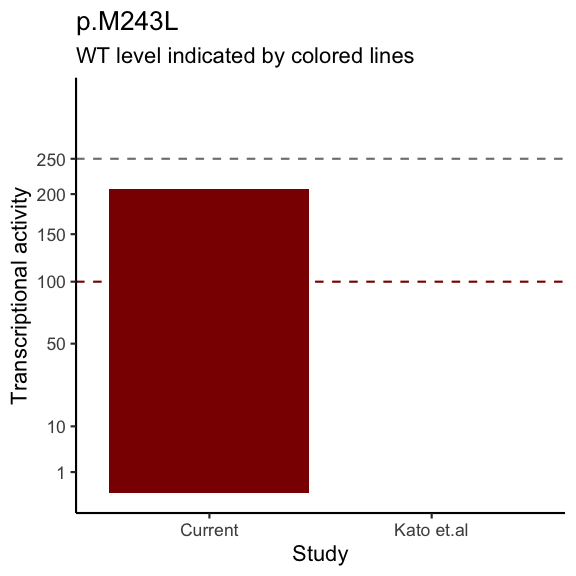 p.M243L
WT level indicated by colored lines
Transcriptional activity
250
200
150
100
50
10
1
Current
Kato et.al
Study